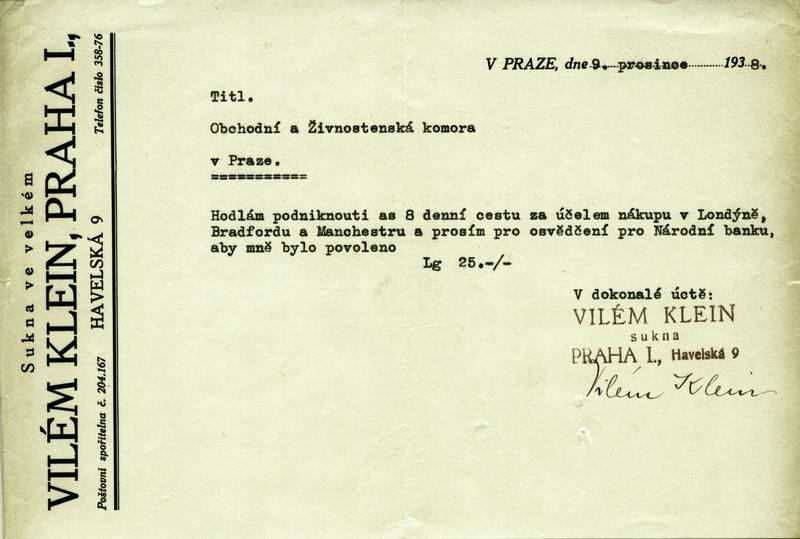 Sukna ve velkém
VILÉM KLEIN, PRAHA I.,
HAVELSKÁ 9
Poštovní spořitelna č. 204.167
Telefon číslo 358-76
V PRAZE, dne 9. prosince 1938.
Titl.
Obchodní a Živnostenská komora
v Praze.
===========
Hodlám podniknouti as 8 denní cestu za účelem nákupu v Londýně,
Bradfordu a Manchestru a prosím pro osvědčení pro Národní banku,
aby mně bylo povoleno
Lg 25.-/-
V dokonalé úctě:
VILÉM KLEIN
sukna
PRAHA I., Havelská 9
Vilém Klein